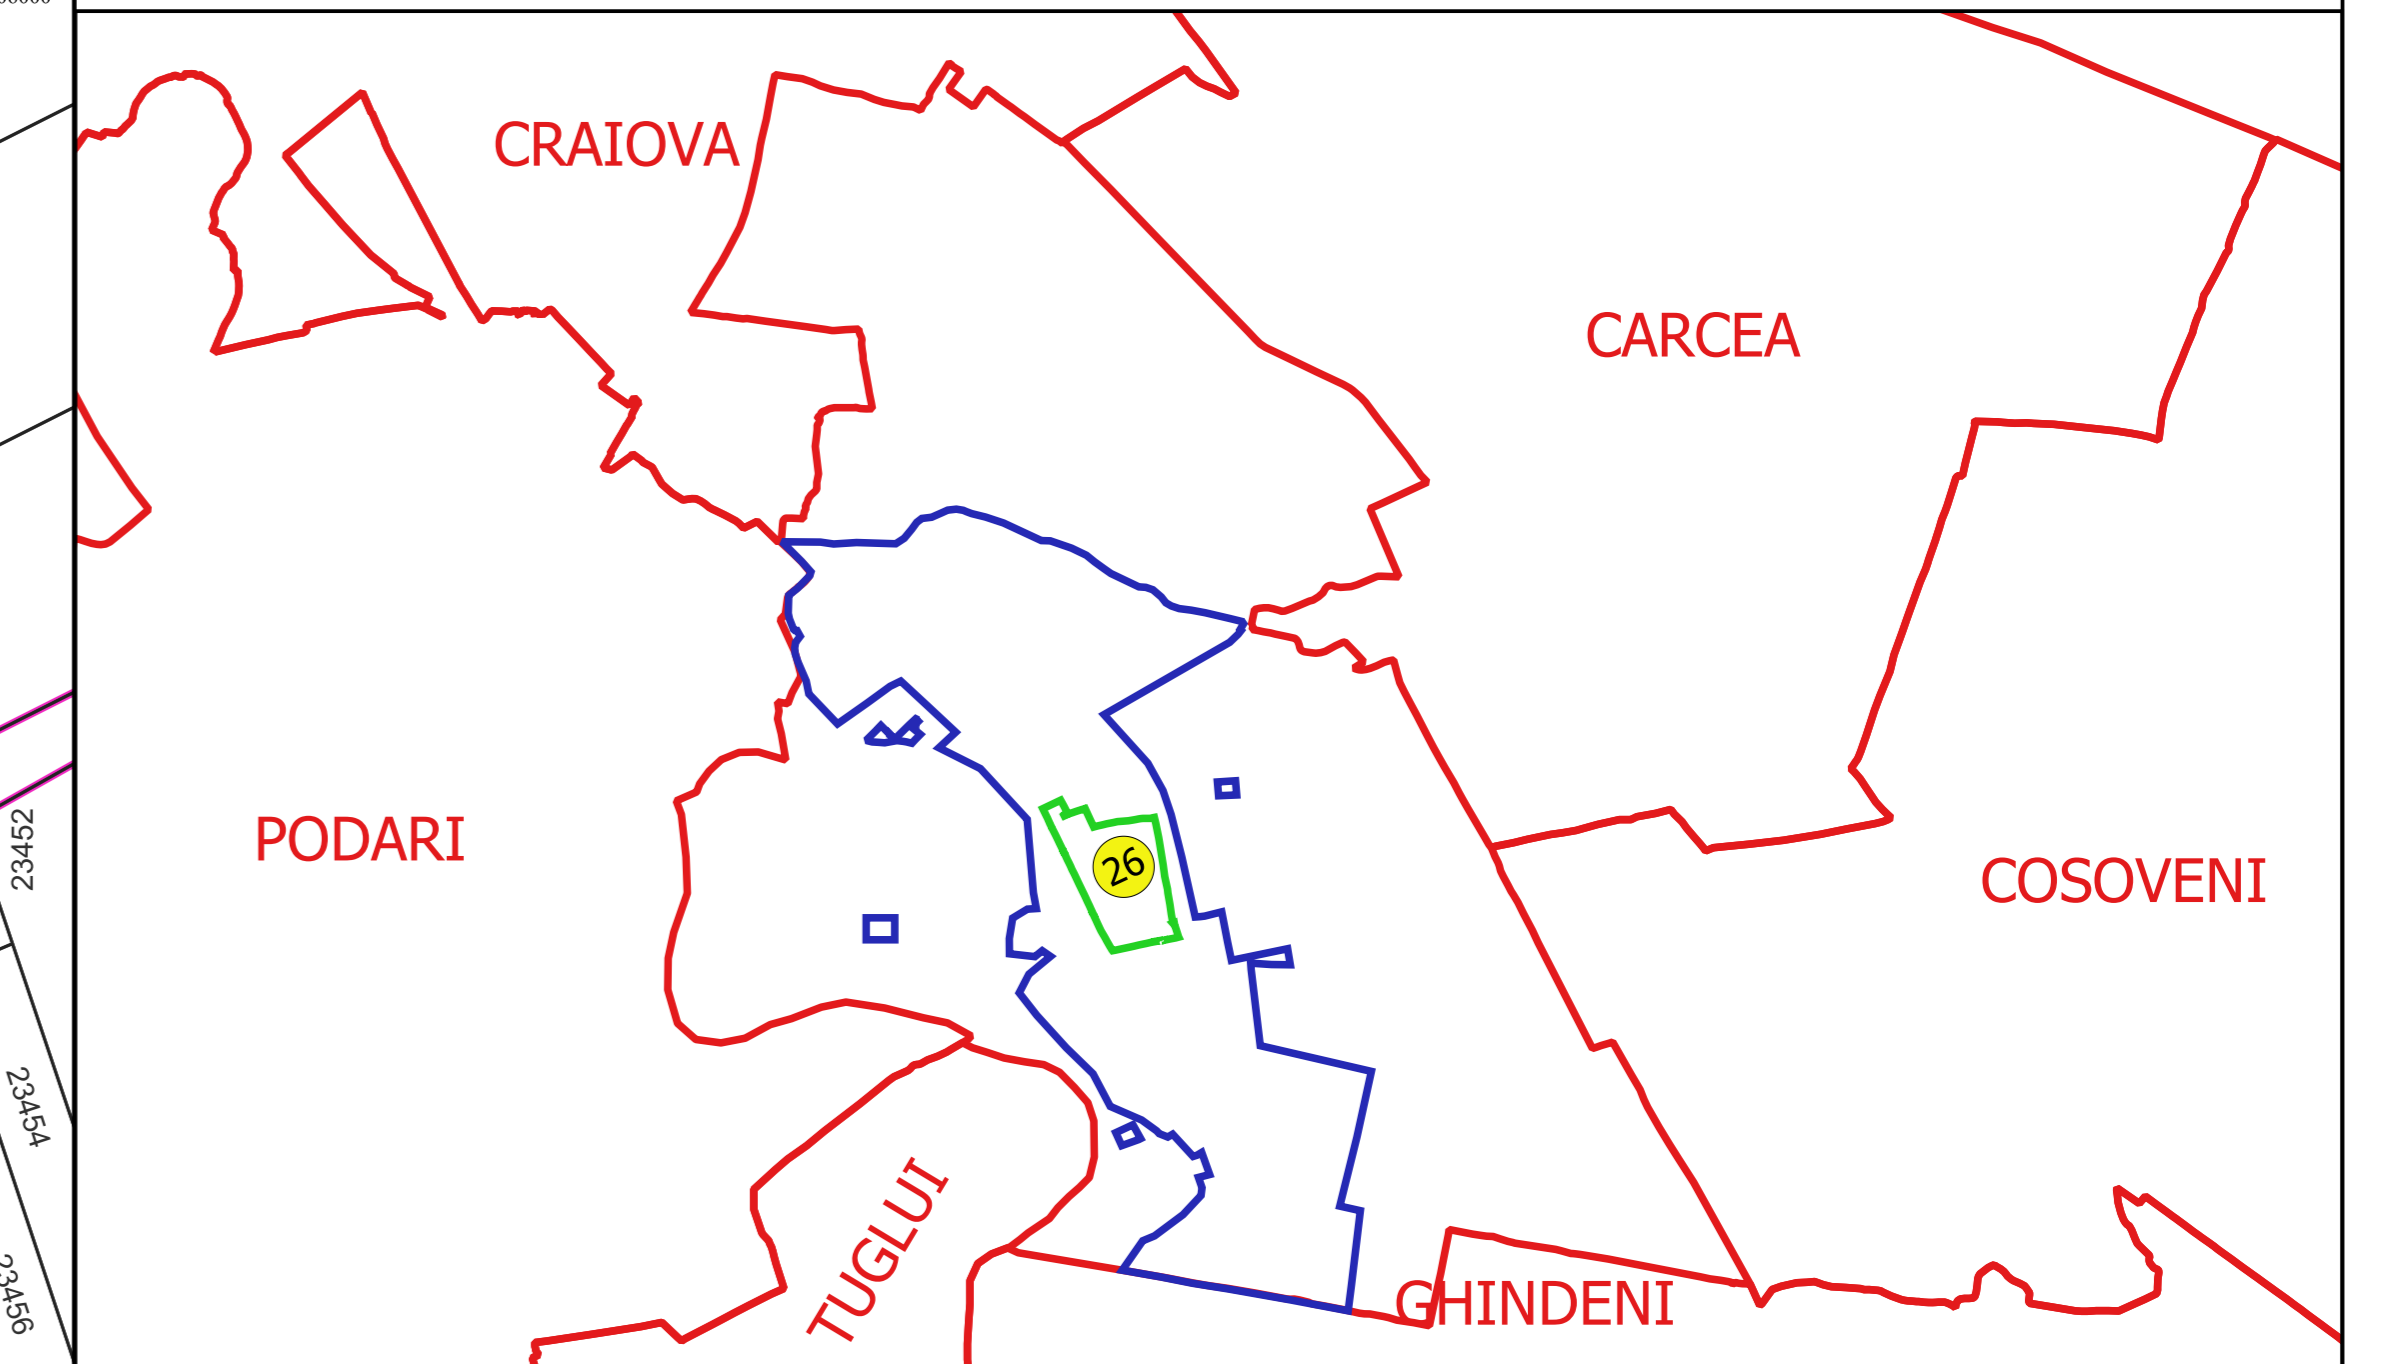 CRAIOVA
CARCEA
PODARI
26
COSOVENI
TUGLUI
GHINDENI
23452
23454
23456